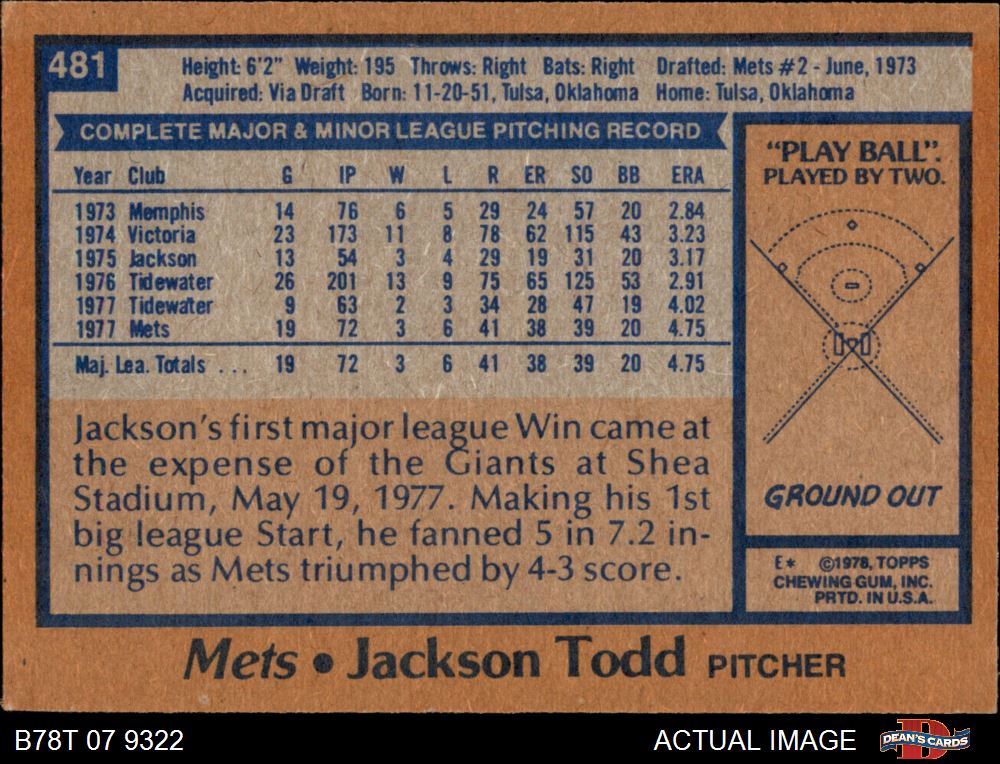 481
Height: 6'2" Weight: 195 Throws: Right Bats: Right Drafted: Mets #2 - June, 1973
Acquired: Via Draft Born: 11-20-51, Tulsa, Oklahoma Home: Tulsa, Oklahoma
COMPLETE MAJOR & MINOR LEAGUE PITCHING RECORD
Year Club G IP W L R ER SO BB ERA
1973 Memphis 14 76 6 5 29 24 57 20 2.84
1974 Victoria 23 173 11 8 78 62 115 43 3.23
1975 Jackson 13 54 3 4 29 19 31 20 3.17
1976 Tidewater 26 201 13 9 75 65 125 53 2.91
1977 Tidewater 9 63 2 3 34 28 47 19 4.02
1977 Mets 19 72 3 6 41 38 39 20 4.75
Maj. Lea. Totals ... 19 72 3 6 41 38 39 20 4.75
Jackson's first major league Win came at
the expense of the Giants at Shea
Stadium, May 19, 1977. Making his 1st
big league Start, he fanned 5 in 7.2 in-
nings as Mets triumphed by 4-3 score.
"PLAY BALL".
PLAYED BY TWO.
GROUND OUT
E* ©1978, TOPPS
CHEWING GUM, INC.
PRTD. IN U.S.A.
Mets • Jackson Todd PITCHER
B78T 07 9322
ACTUAL IMAGE
DEAN'S CARDS